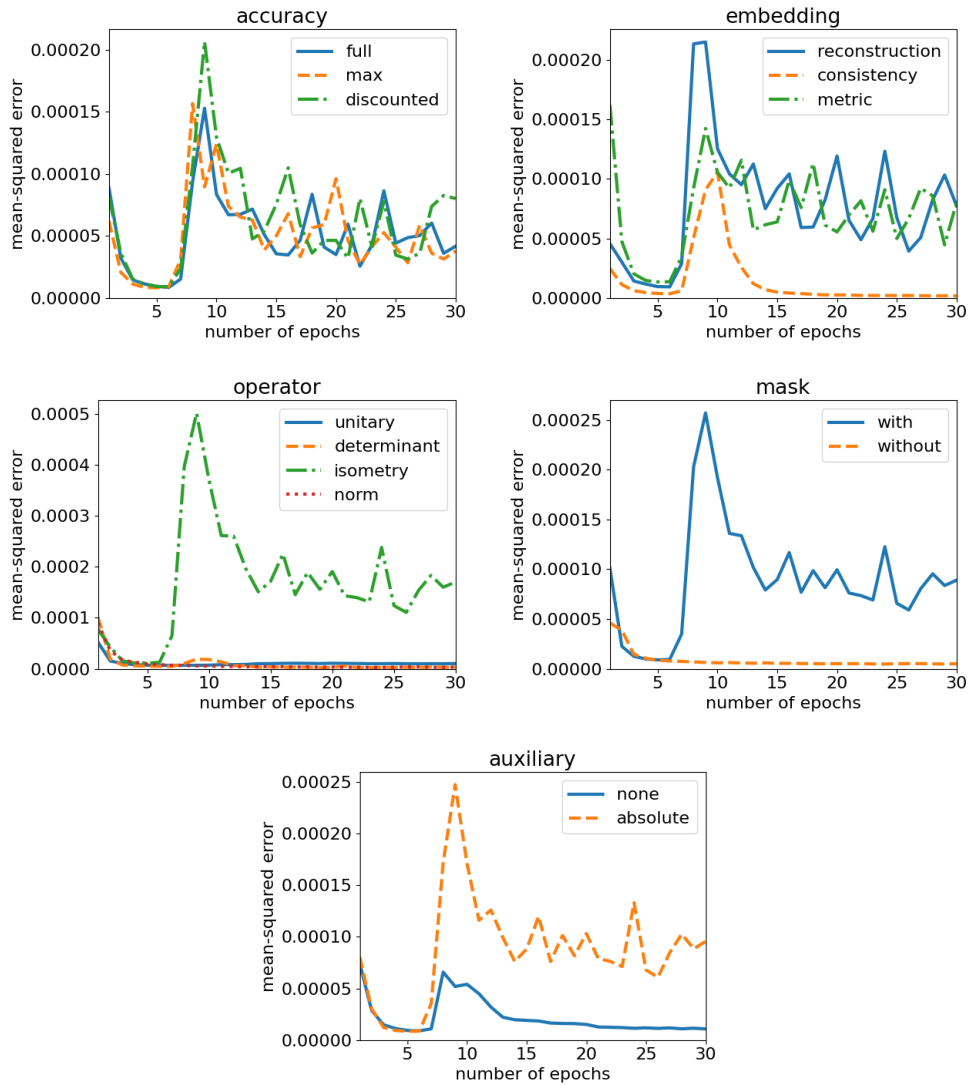 accuracy
mean-squared error
0.00020
0.00015
0.00010
0.00005
0.00000
full
max
discounted
5 10 15 20 25 30
number of epochs
embedding
mean-squared error
0.00020
0.00015
0.00010
0.00005
0.00000
reconstruction
consistency
metric
5 10 15 20 25 30
number of epochs
operator
mean-squared error
0.0005
0.0004
0.0003
0.0002
0.0001
0.0000
unitary
determinant
isometry
norm
5 10 15 20 25 30
number of epochs
mask
mean-squared error
0.00025
0.00020
0.00015
0.00010
0.00005
0.00000
with
without
5 10 15 20 25 30
number of epochs
auxiliary
mean-squared error
0.00025
0.00020
0.00015
0.00010
0.00005
0.00000
none
absolute
5 10 15 20 25 30
number of epochs